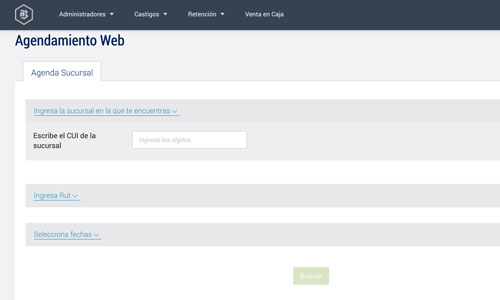 Administradores
Castigos
Retención
Venta en Caja
Agendamiento Web
Agenda Sucursal
Ingresa la sucursal en la que te encuentras
Escribe el CUI de la
sucursal
Ingresa los dígitos
Ingresa Rut
Selecciona fechas
Buscar